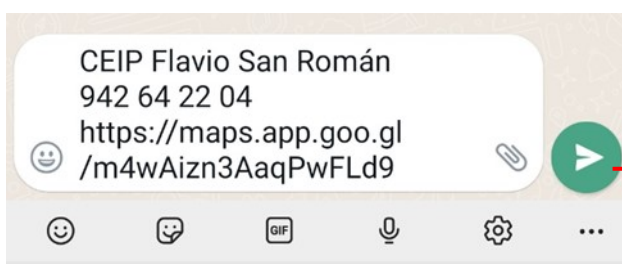 CEIP Flavio San Román
942 64 22 04
https://maps.app.goo.gl
/m4wAizn3AaqPwFLd9
GIF